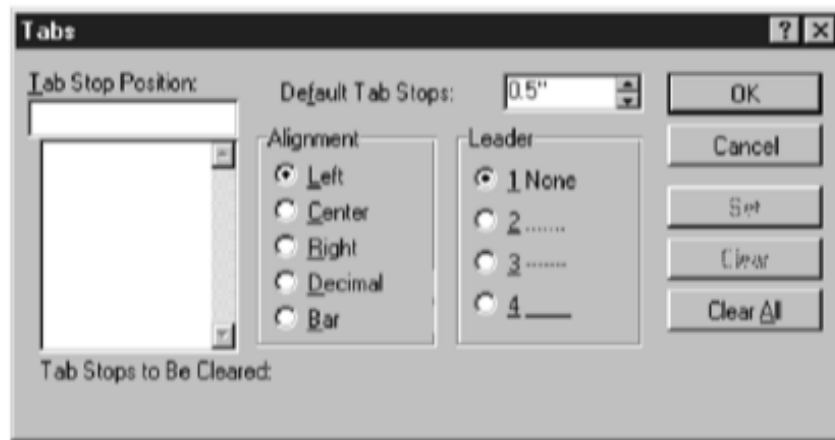 Tabs
Tab Stop Position:
Default Tab Stops:
0.5"
OK
Cancel
Set
Clear
Clear All
Alignment
Left
Center
Right
Decimal
Bar
Leader
1 None
2 .......
3 -------
4 ____
Tab Stops to Be Cleared: